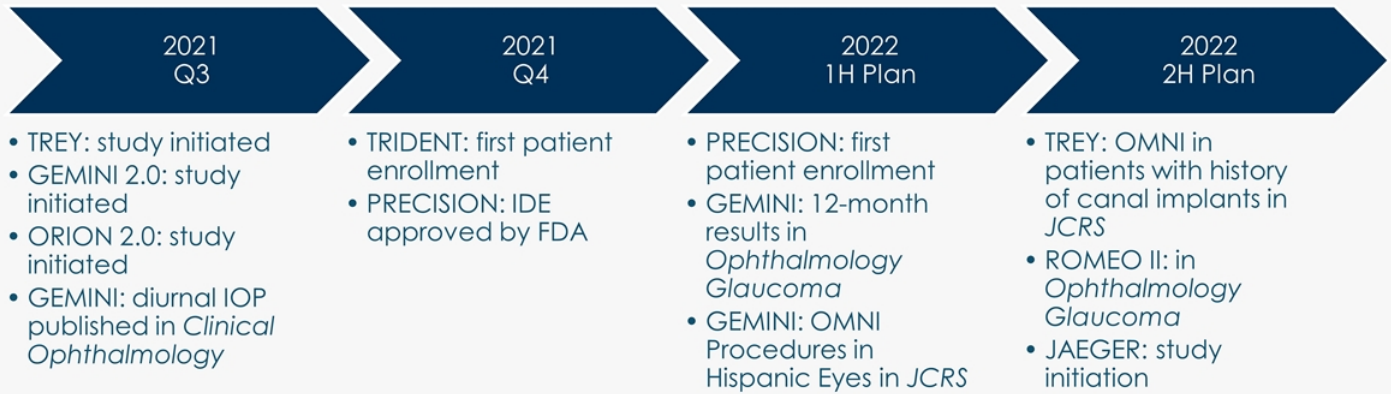 2021
Q3
• TREY: study initiated
• GEMINI 2.0: study
initiated
• ORION 2.0: study
initiated
• GEMINI: diurnal IOP
published in Clinical
Ophthalmology
2021
Q4
• TRIDENT: first patient
enrollment
• PRECISION: IDE
approved by FDA
2022
1H Plan
• PRECISION: first
patient enrollment
• GEMINI: 12-month
results in
Ophthalmology
Glaucoma
• GEMINI: OMNI
Procedures in
Hispanic Eyes in JCRS
2022
2H Plan
• TREY: OMNI in
patients with history
of canal implants in
JCRS
• ROMEO II: in
Ophthalmology
Glaucoma
• JAEGER: study
initiation